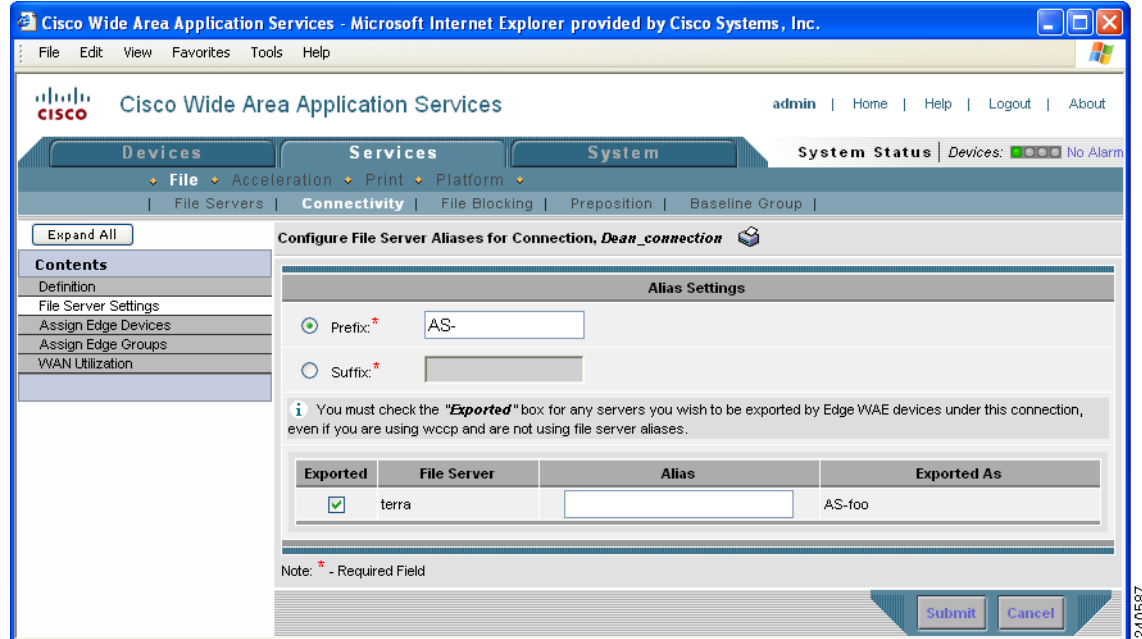 Cisco Wide Area Application Services - Microsoft Internet Explorer provided by Cisco Systems, Inc.
File Edit View Favorites Tools Help
CISCO Cisco Wide Area Application Services admin | Home | Help | Logout | About
Devices Services System System Status | Devices: No Alarm
File Acceleration Print Platform
| File Servers | Connectivity | File Blocking | Preposition | Baseline Group |
Expand All
Contents
Definition
File Server Settings
Assign Edge Devices
Assign Edge Groups
WAN Utilization
Configure File Server Aliases for Connection, Dean_connection
Alias Settings
Prefix:* AS-
Suffix:*
i You must check the "Exported" box for any servers you wish to be exported by Edge WAE devices under this connection,
even if you are using wccp and are not using file server aliases.
Exported File Server Alias Exported As
terra AS-foo
Note: * - Required Field
Submit Cancel
240587